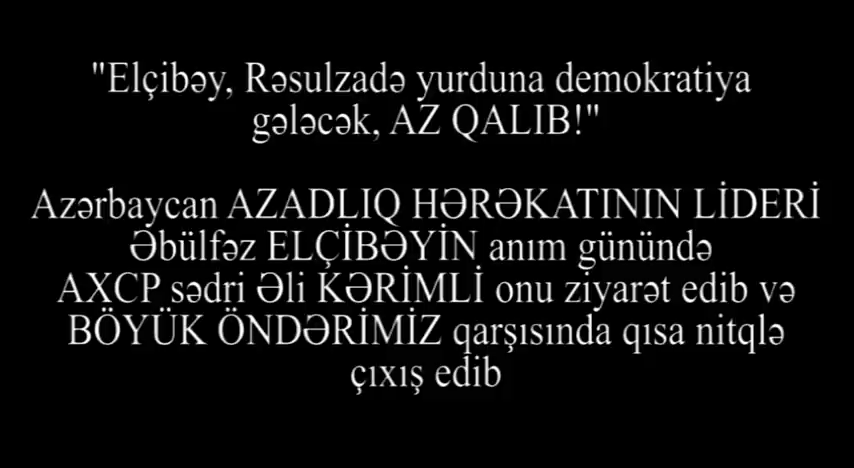 "Elçibəy, Rəsulzadə yurduna demokratiya
gələcək, AZ QALIB!"
Azərbaycan AZADLIQ HƏRƏKATININ LİDERİ
Əbülfəz ELÇİBƏYİN anım günündə
AXCP sədri Əli KƏRİMLİ onu ziyarət edib və
BÖYÜK ÖNDƏRİMİZ qarşısında qısa nitqlə
çıxış edib